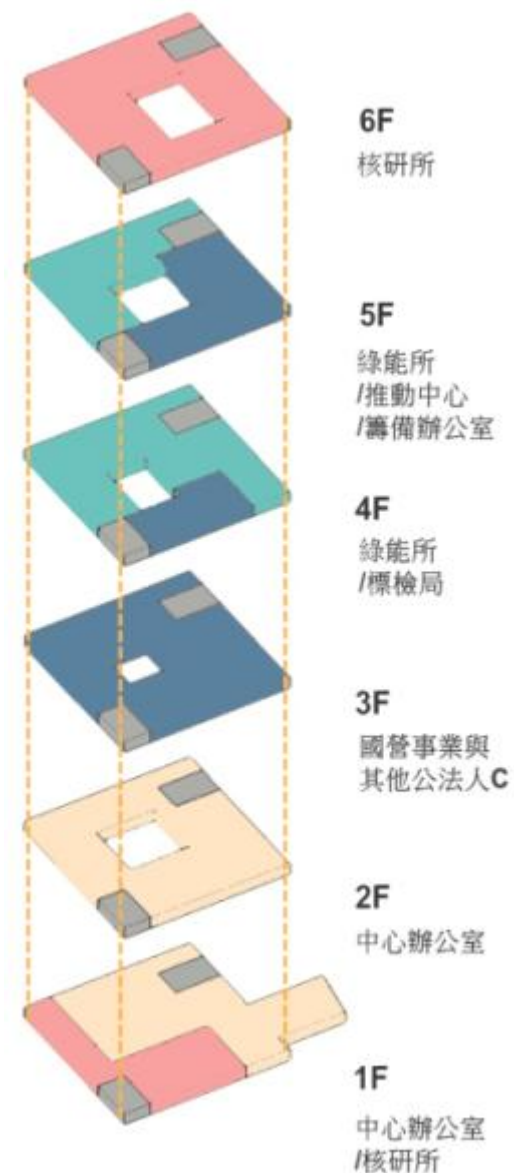 6F
核研所
5F
綠能所
/推動中心
/籌備辦公室
4F
綠能所
/標檢局
3F
國營事業與
其他公法人C
2F
中心辦公室
1F
中心辦公室
/核研所